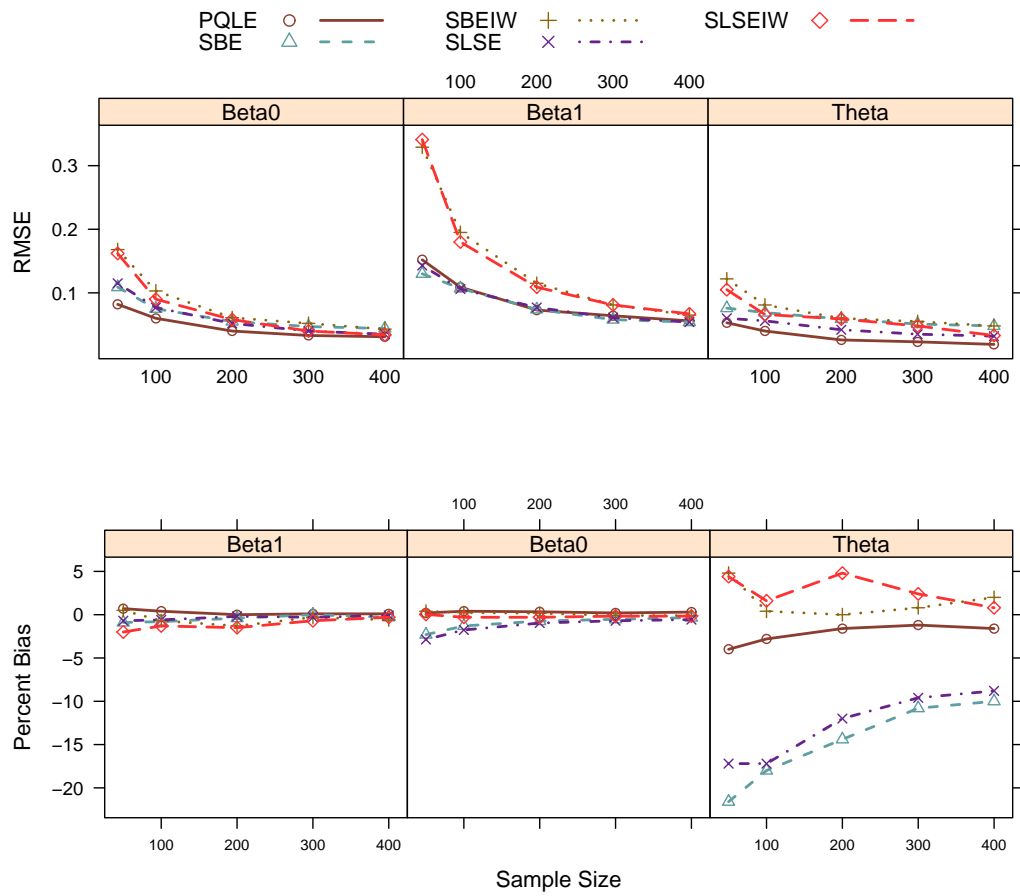 PQLE SBEIW SLSEIW
SBE SLSE
100 200 300 400
Beta0 Beta1 Theta
0.3
0.2
0.1
RMSE
100 200 300 400 100 200 300 400
100 200 300 400
Beta1 Beta0 Theta
5
0
−5
−10
−15
−20
Percent Bias
100 200 300 400 100 200 300 400
Sample Size